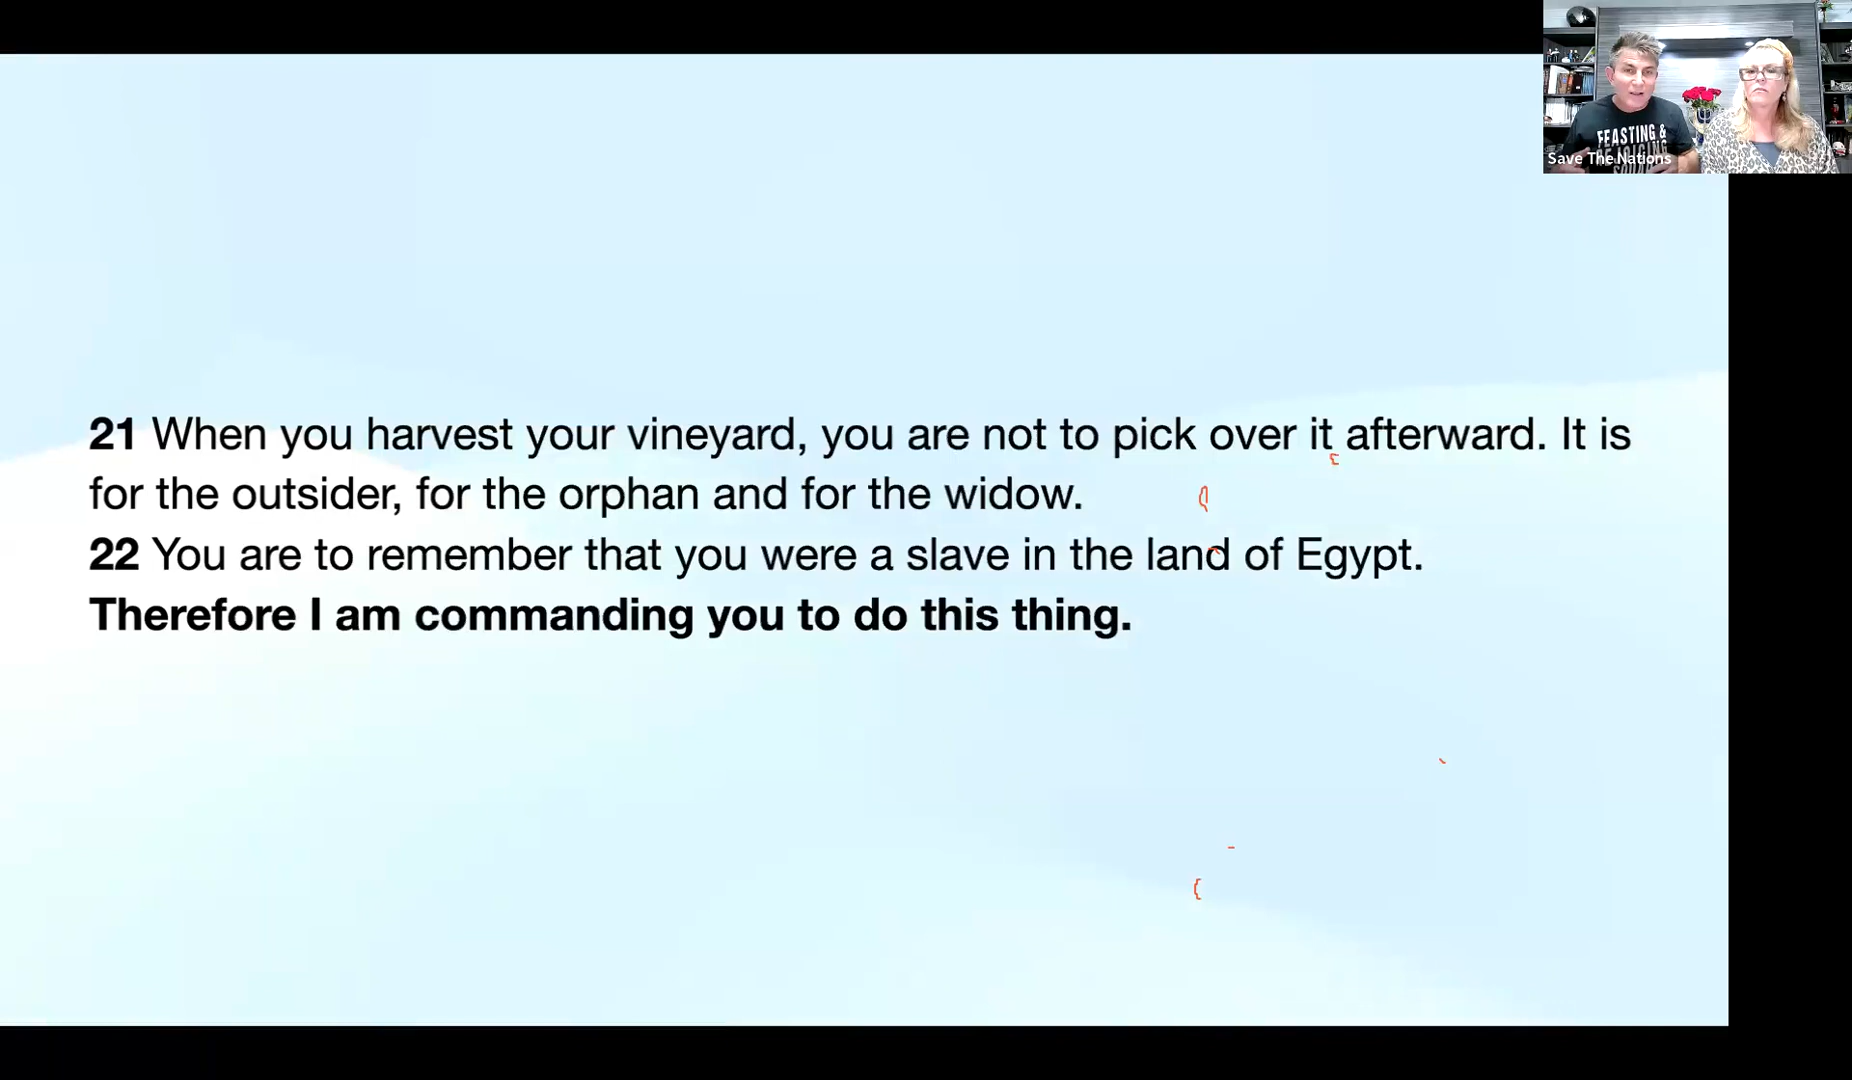 FEASTING &
REJOICING
Save The Nations
21 When you harvest your vineyard, you are not to pick over it afterward. It is
for the outsider, for the orphan and for the widow.
22 You are to remember that you were a slave in the land of Egypt.
Therefore I am commanding you to do this thing.